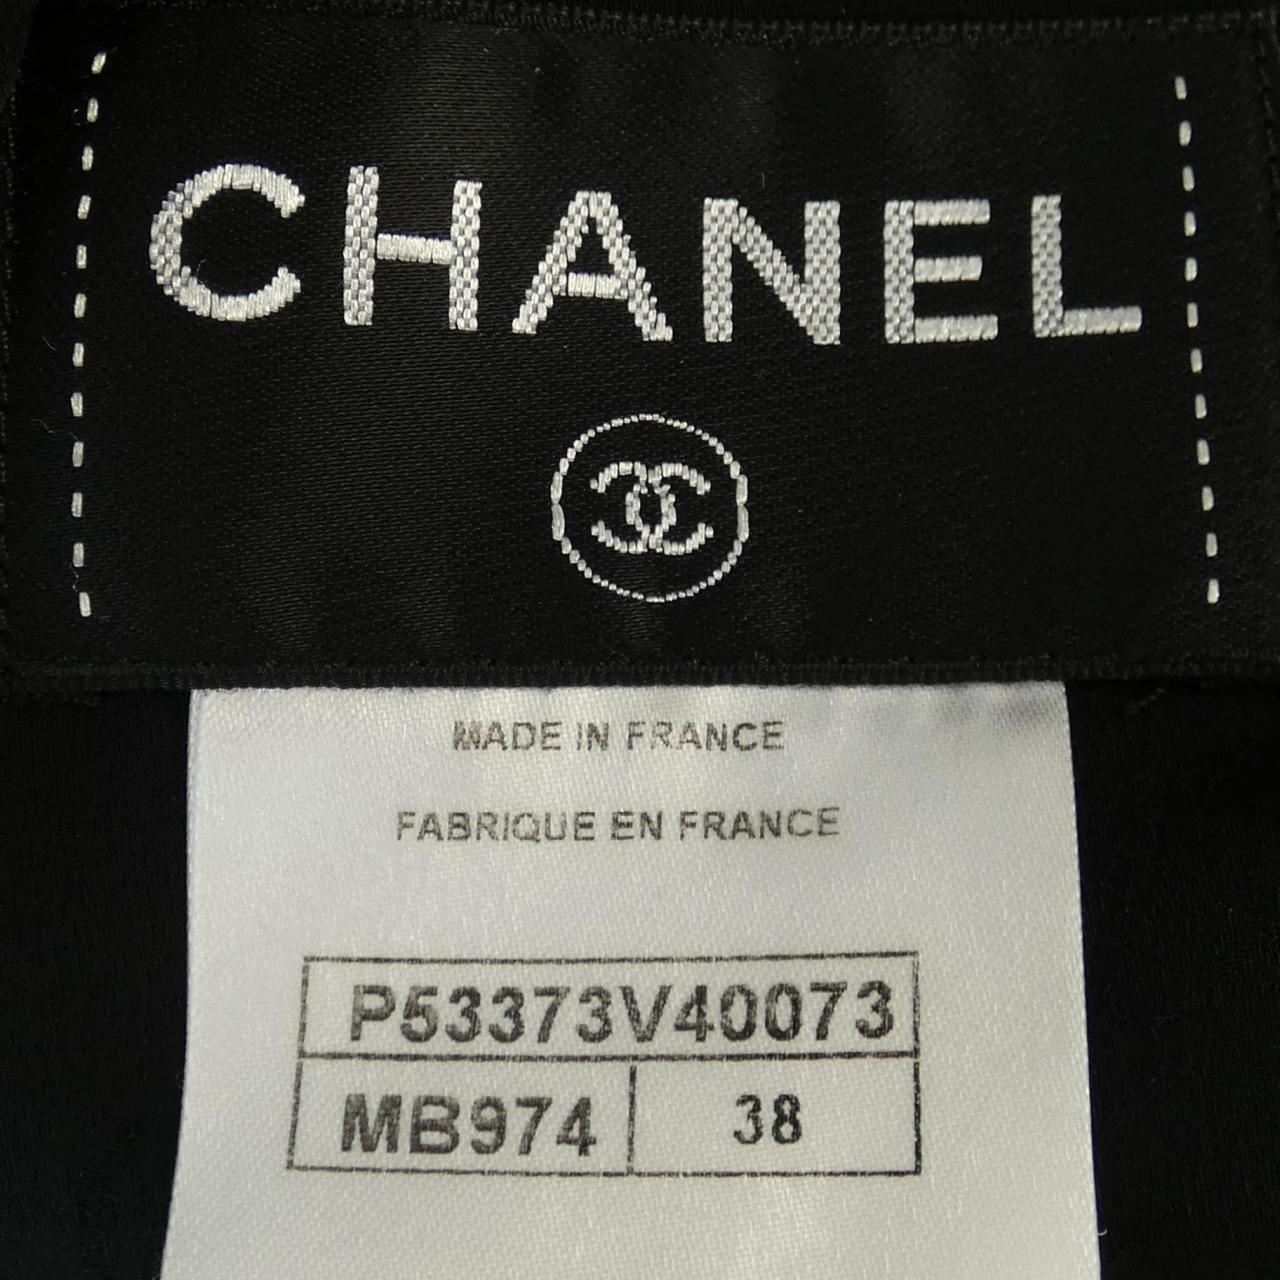 CHANEL
MADE IN FRANCE
FABRIQUE EN FRANCE
P53373V40073
MB974 38